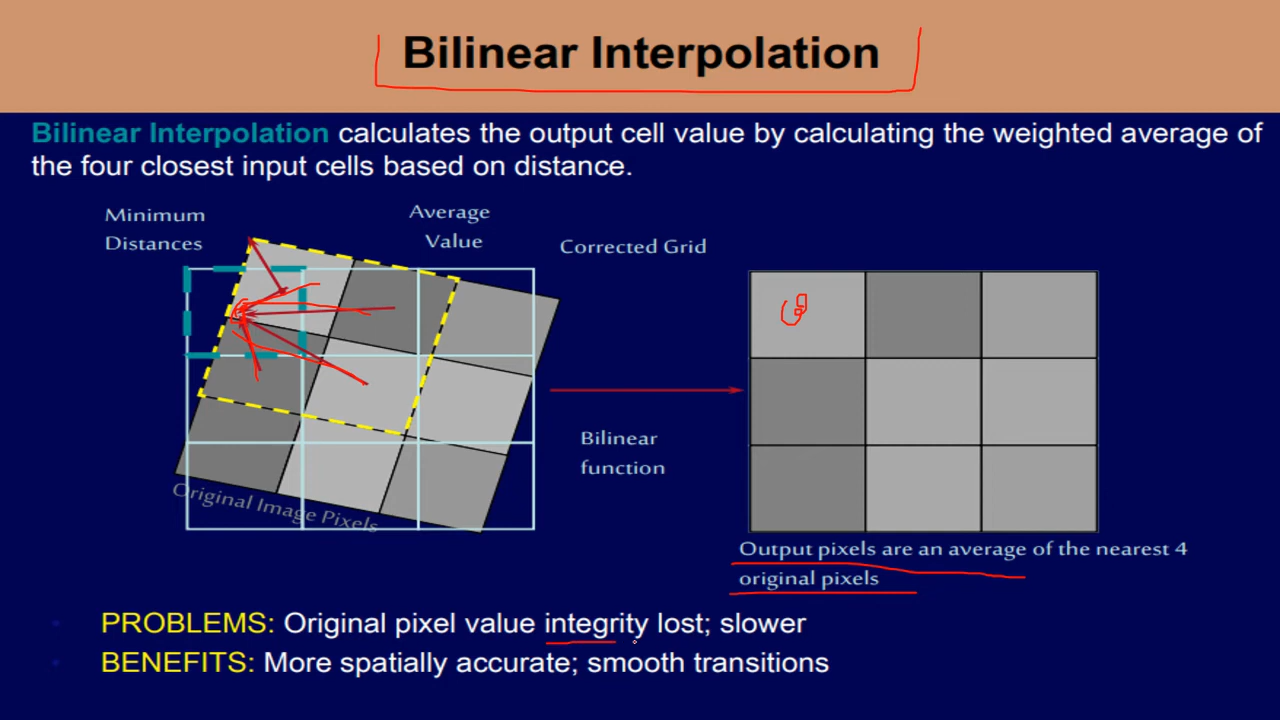 Bilinear Interpolation
Bilinear Interpolation calculates the output cell value by calculating the weighted average of
the four closest input cells based on distance.
Minimum
Distances
Average
Value
Corrected Grid
Original Image Pixels
Bilinear
function
Output pixels are an average of the nearest 4
original pixels
PROBLEMS: Original pixel value integrity lost; slower
BENEFITS: More spatially accurate; smooth transitions